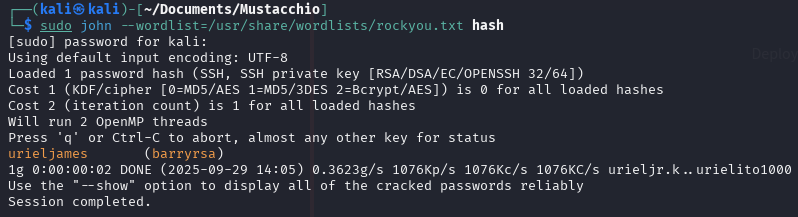 ┌──(kali㉿kali)-[~/Documents/Mustacchio]
└─$ sudo john --wordlist=/usr/share/wordlists/rockyou.txt hash
[sudo] password for kali:
Using default input encoding: UTF-8
Loaded 1 password hash (SSH, SSH private key [RSA/DSA/EC/OPENSSH 32/64])
Cost 1 (KDF/cipher [0=MD5/AES 1=MD5/3DES 2=Bcrypt/AES]) is 0 for all loaded hashes
Cost 2 (iteration count) is 1 for all loaded hashes
Will run 2 OpenMP threads
Press 'q' or Ctrl-C to abort, almost any other key for status
urieljames       (barryrsa)
1g 0:00:00:02 DONE (2025-09-29 14:05) 0.3623g/s 1076Kp/s 1076Kc/s 1076KC/s urieljr.k..urielito1000
Use the "--show" option to display all of the cracked passwords reliably
Session completed.
Deploy